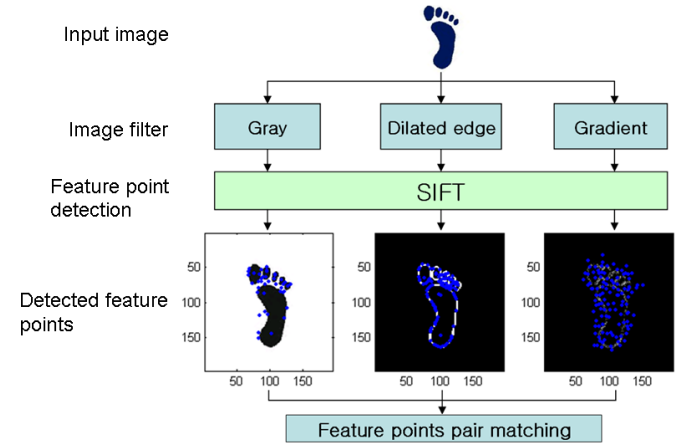 Input image
Image filter
Gray
Dilated edge
Gradient
Feature point
detection
SIFT
Detected feature
points
50
100
150
50
100
150
50
100
150
50
100
150
50
100
150
50
100
150
Feature points pair matching